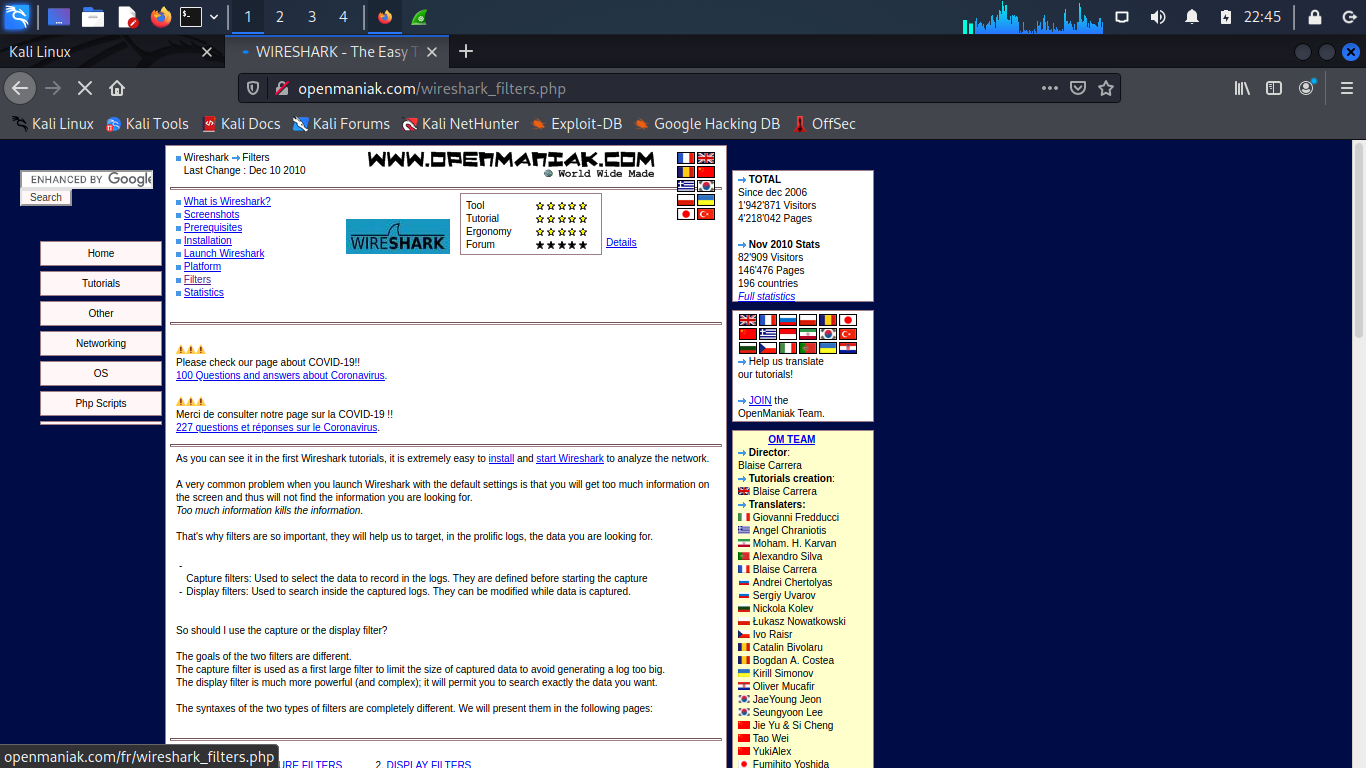 1
2
3
4
22:45
Kali Linux
WIRESHARK - The Easy T
openmaniak.com/wireshark_filters.php
Kali Linux
Kali Tools
Kali Docs
Kali Forums
Kali NetHunter
Exploit-DB
Google Hacking DB
OffSec
ENHANCED BY Google
Search
Home
Tutorials
Other
Networking
OS
Php Scripts
Wireshark Filters
Last Change : Dec 10 2010
WWW.OPENMANIAK.COM
World Wide Made
What is Wireshark?
Screenshots
Prerequisites
Installation
Launch Wireshark
Platform
Filters
Statistics
WIRESHARK
Tool
Tutorial
Ergonomy
Forum
Details
Please check our page about COVID-19!!
100 Questions and answers about Coronavirus.
Merci de consulter notre page sur la COVID-19 !!
227 questions et réponses sur le Coronavirus.
As you can see it in the first Wireshark tutorials, it is extremely easy to install and start Wireshark to analyze the network.
A very common problem when you launch Wireshark with the default settings is that you will get too much information on
the screen and thus will not find the information you are looking for.
Too much information kills the information.
That's why filters are so important, they will help us to target, in the prolific logs, the data you are looking for.
-
Capture filters: Used to select the data to record in the logs. They are defined before starting the capture
- Display filters: Used to search inside the captured logs. They can be modified while data is captured.
So should I use the capture or the display filter?
The goals of the two filters are different.
The capture filter is used as a first large filter to limit the size of captured data to avoid generating a log too big.
The display filter is much more powerful (and complex); it will permit you to search exactly the data you want.
The syntaxes of the two types of filters are completely different. We will present them in the following pages:
URE FILTERS 2. DISPLAY FILTERS
TOTAL
Since dec 2006
1'942'871 Visitors
4'218'042 Pages
Nov 2010 Stats
82'909 Visitors
146'476 Pages
196 countries
Full statistics
Help us translate
our tutorials!
JOIN the
OpenManiak Team.
OM TEAM
Director:
Blaise Carrera
Tutorials creation:
Blaise Carrera
Translaters:
Giovanni Fredducci
Angel Chraniotis
Moham. H. Karvan
Alexandro Silva
Blaise Carrera
Andrei Chertolyas
Sergiy Uvarov
Nickola Kolev
Łukasz Nowatkowski
Ivo Raisr
Catalin Bivolaru
Bogdan A. Costea
Kirill Simonov
Oliver Mucafir
JaeYoung Jeon
Seungyoon Lee
Jie Yu & Si Cheng
Tao Wei
YukiAlex
Fumihito Yoshida
openmaniak.com/fr/wireshark_filters.php